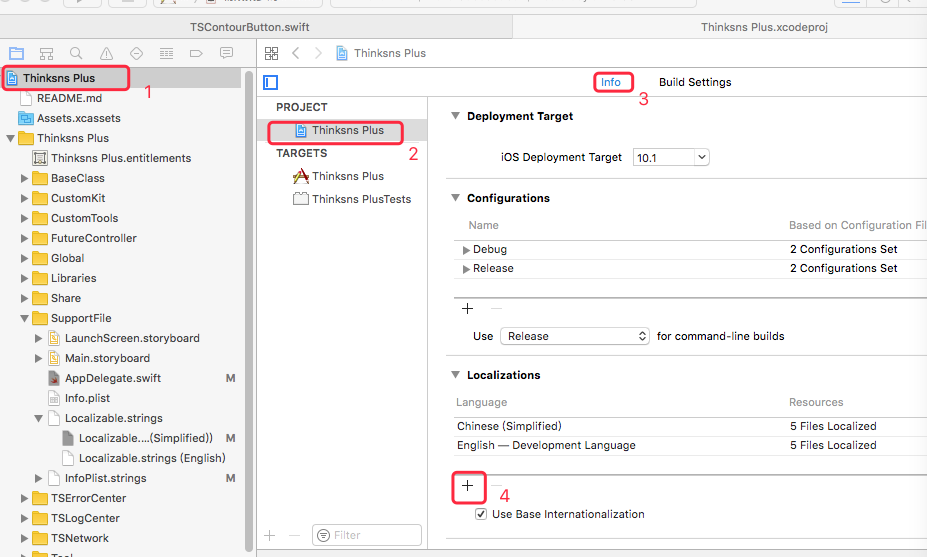 TSContourButton.swift
Thinksns Plus.xcodeproj
Thinksns Plus
Thinksns Plus
1
README.md
Assets.xcassets
Thinksns Plus
Thinksns Plus.entitlements
BaseClass
CustomKit
CustomTools
FutureController
Global
Libraries
Share
SupportFile
LaunchScreen.storyboard
Main.storyboard
AppDelegate.swift M
Info.plist
Localizable.strings
Localizable....(Simplified)) M
Localizable.strings (English)
InfoPlist.strings M
TSErrorCenter
TSLogCenter
TSNetwork
PROJECT
Thinksns Plus
2
TARGETS
Thinksns Plus
Thinksns PlusTests
Filter
Info
Build Settings
3
Deployment Target
iOS Deployment Target 10.1
Configurations
Name Based on Configuration Fil
Debug 2 Configurations Set
Release 2 Configurations Set
Use Release for command-line builds
Localizations
Language Resources
Chinese (Simplified) 5 Files Localized
English — Development Language 5 Files Localized
4
Use Base Internationalization